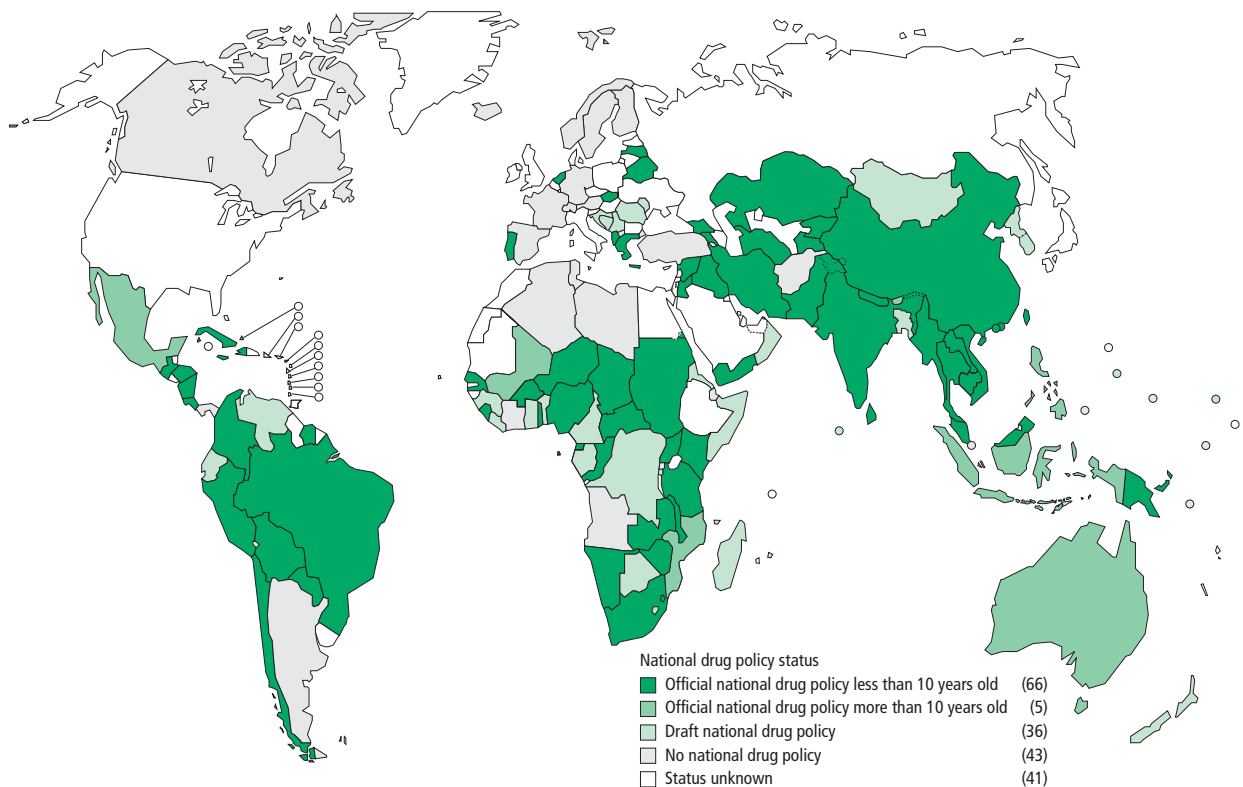 National drug policy status
Official national drug policy less than 10 years old (66)
Official national drug policy more than 10 years old (5)
Draft national drug policy (36)
No national drug policy (43)
Status unknown (41)